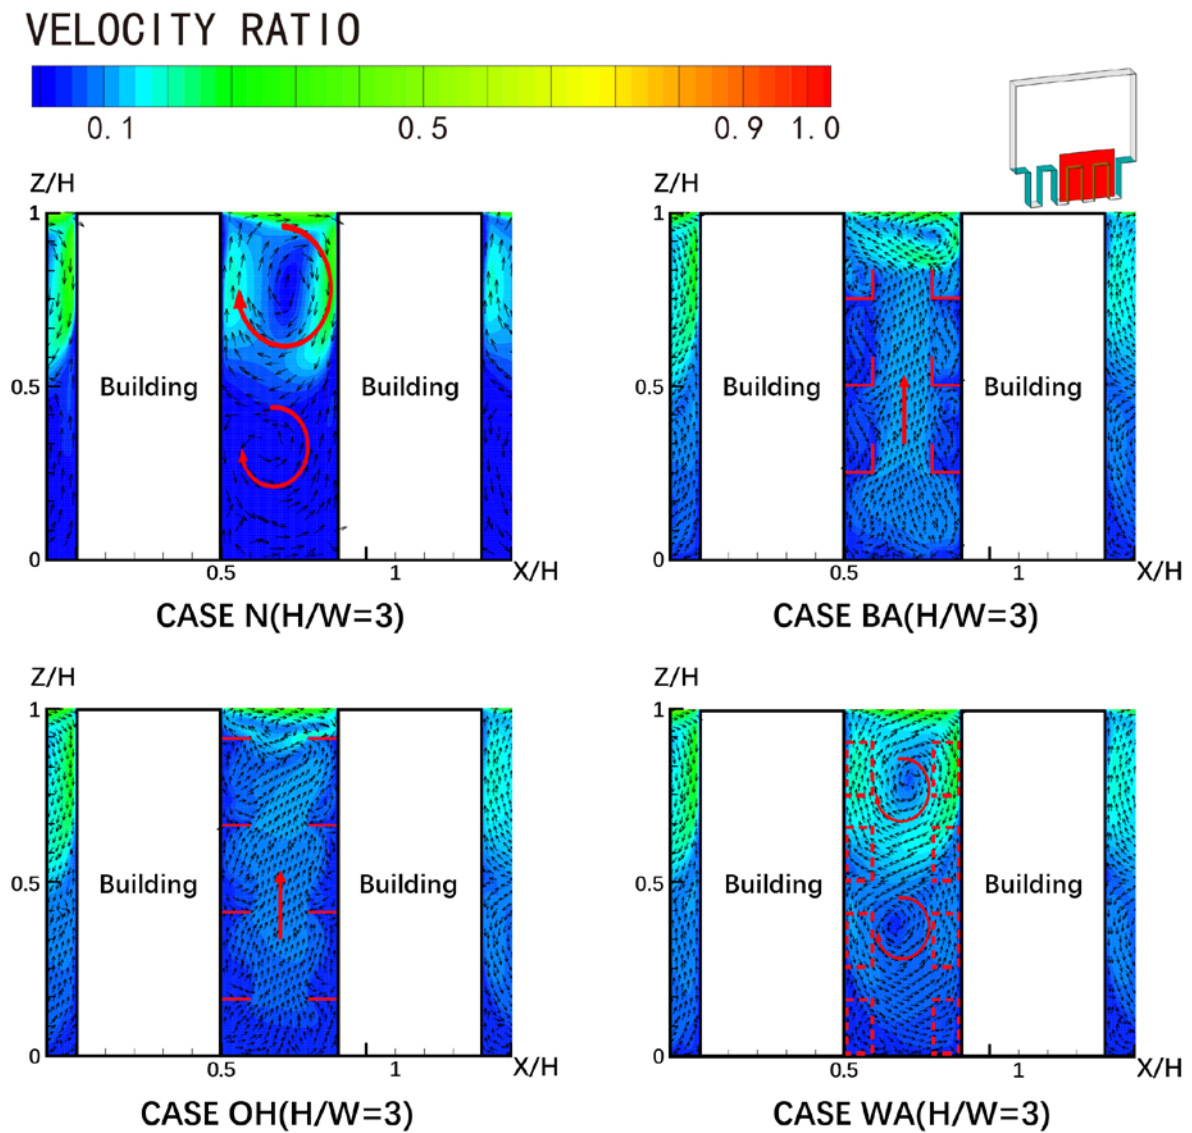 VELOCITY RATIO
0.1 0.5 0.9 1.0
Z/H Z/H
1 1
0.5 Building Building 0.5 Building Building
0 0
0.5 1 X/H 0.5 1 X/H
CASE N(H/W=3) CASE BA(H/W=3)
Z/H Z/H
1 1
0.5 Building Building 0.5 Building Building
0 0
0.5 1 X/H 0.5 1 X/H
CASE OH(H/W=3) CASE WA(H/W=3)